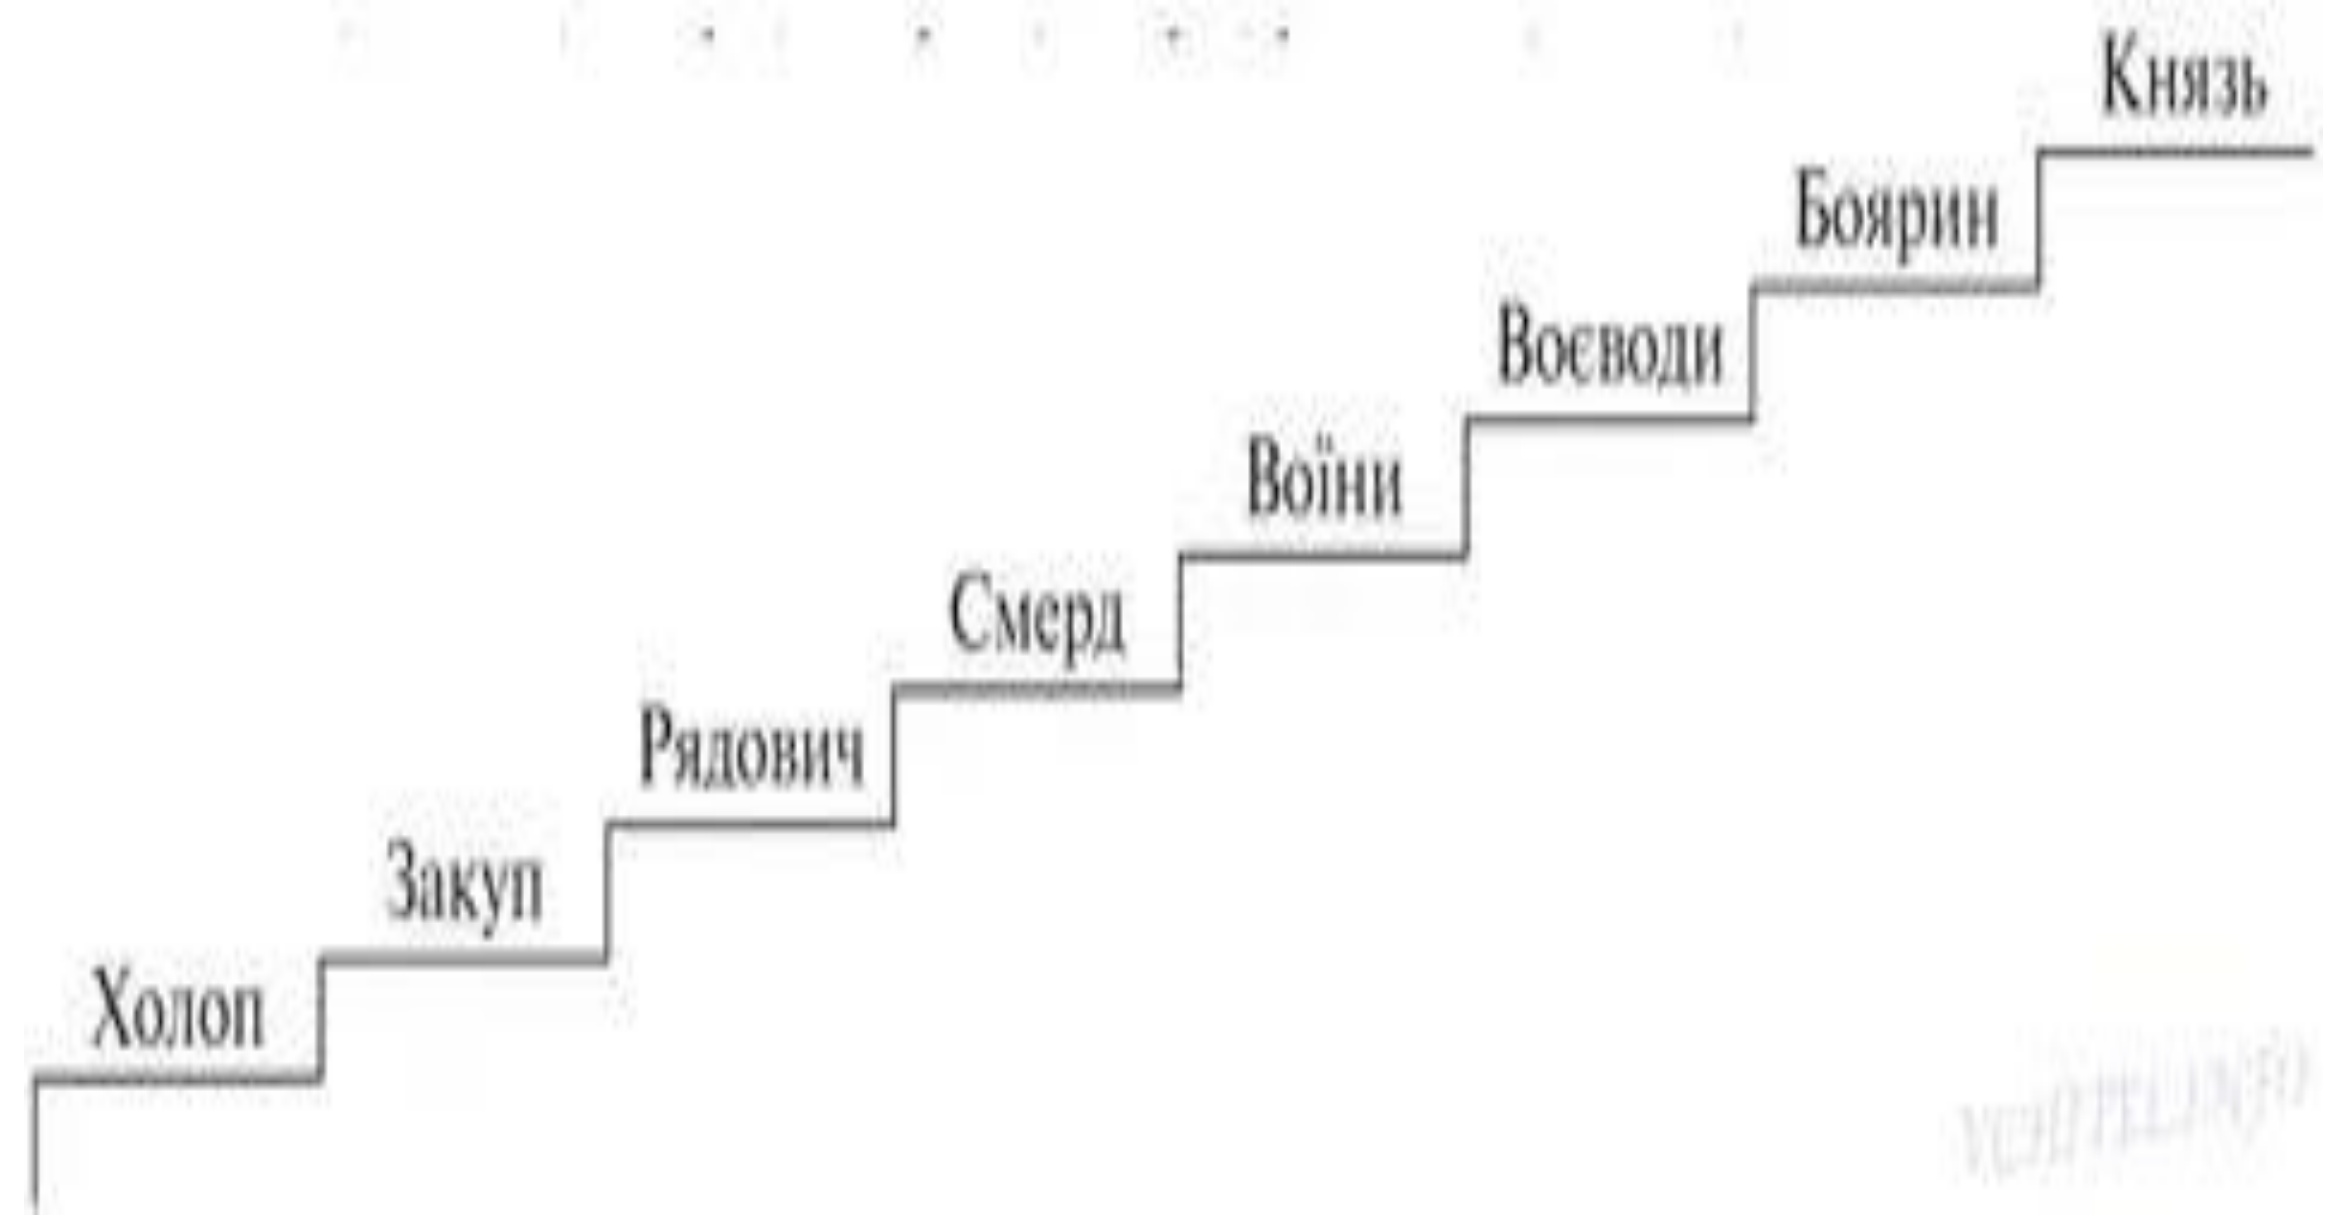 Князь
Боярин
Воєводи
Воїни
Смерд
Рядович
Закуп
Холоп